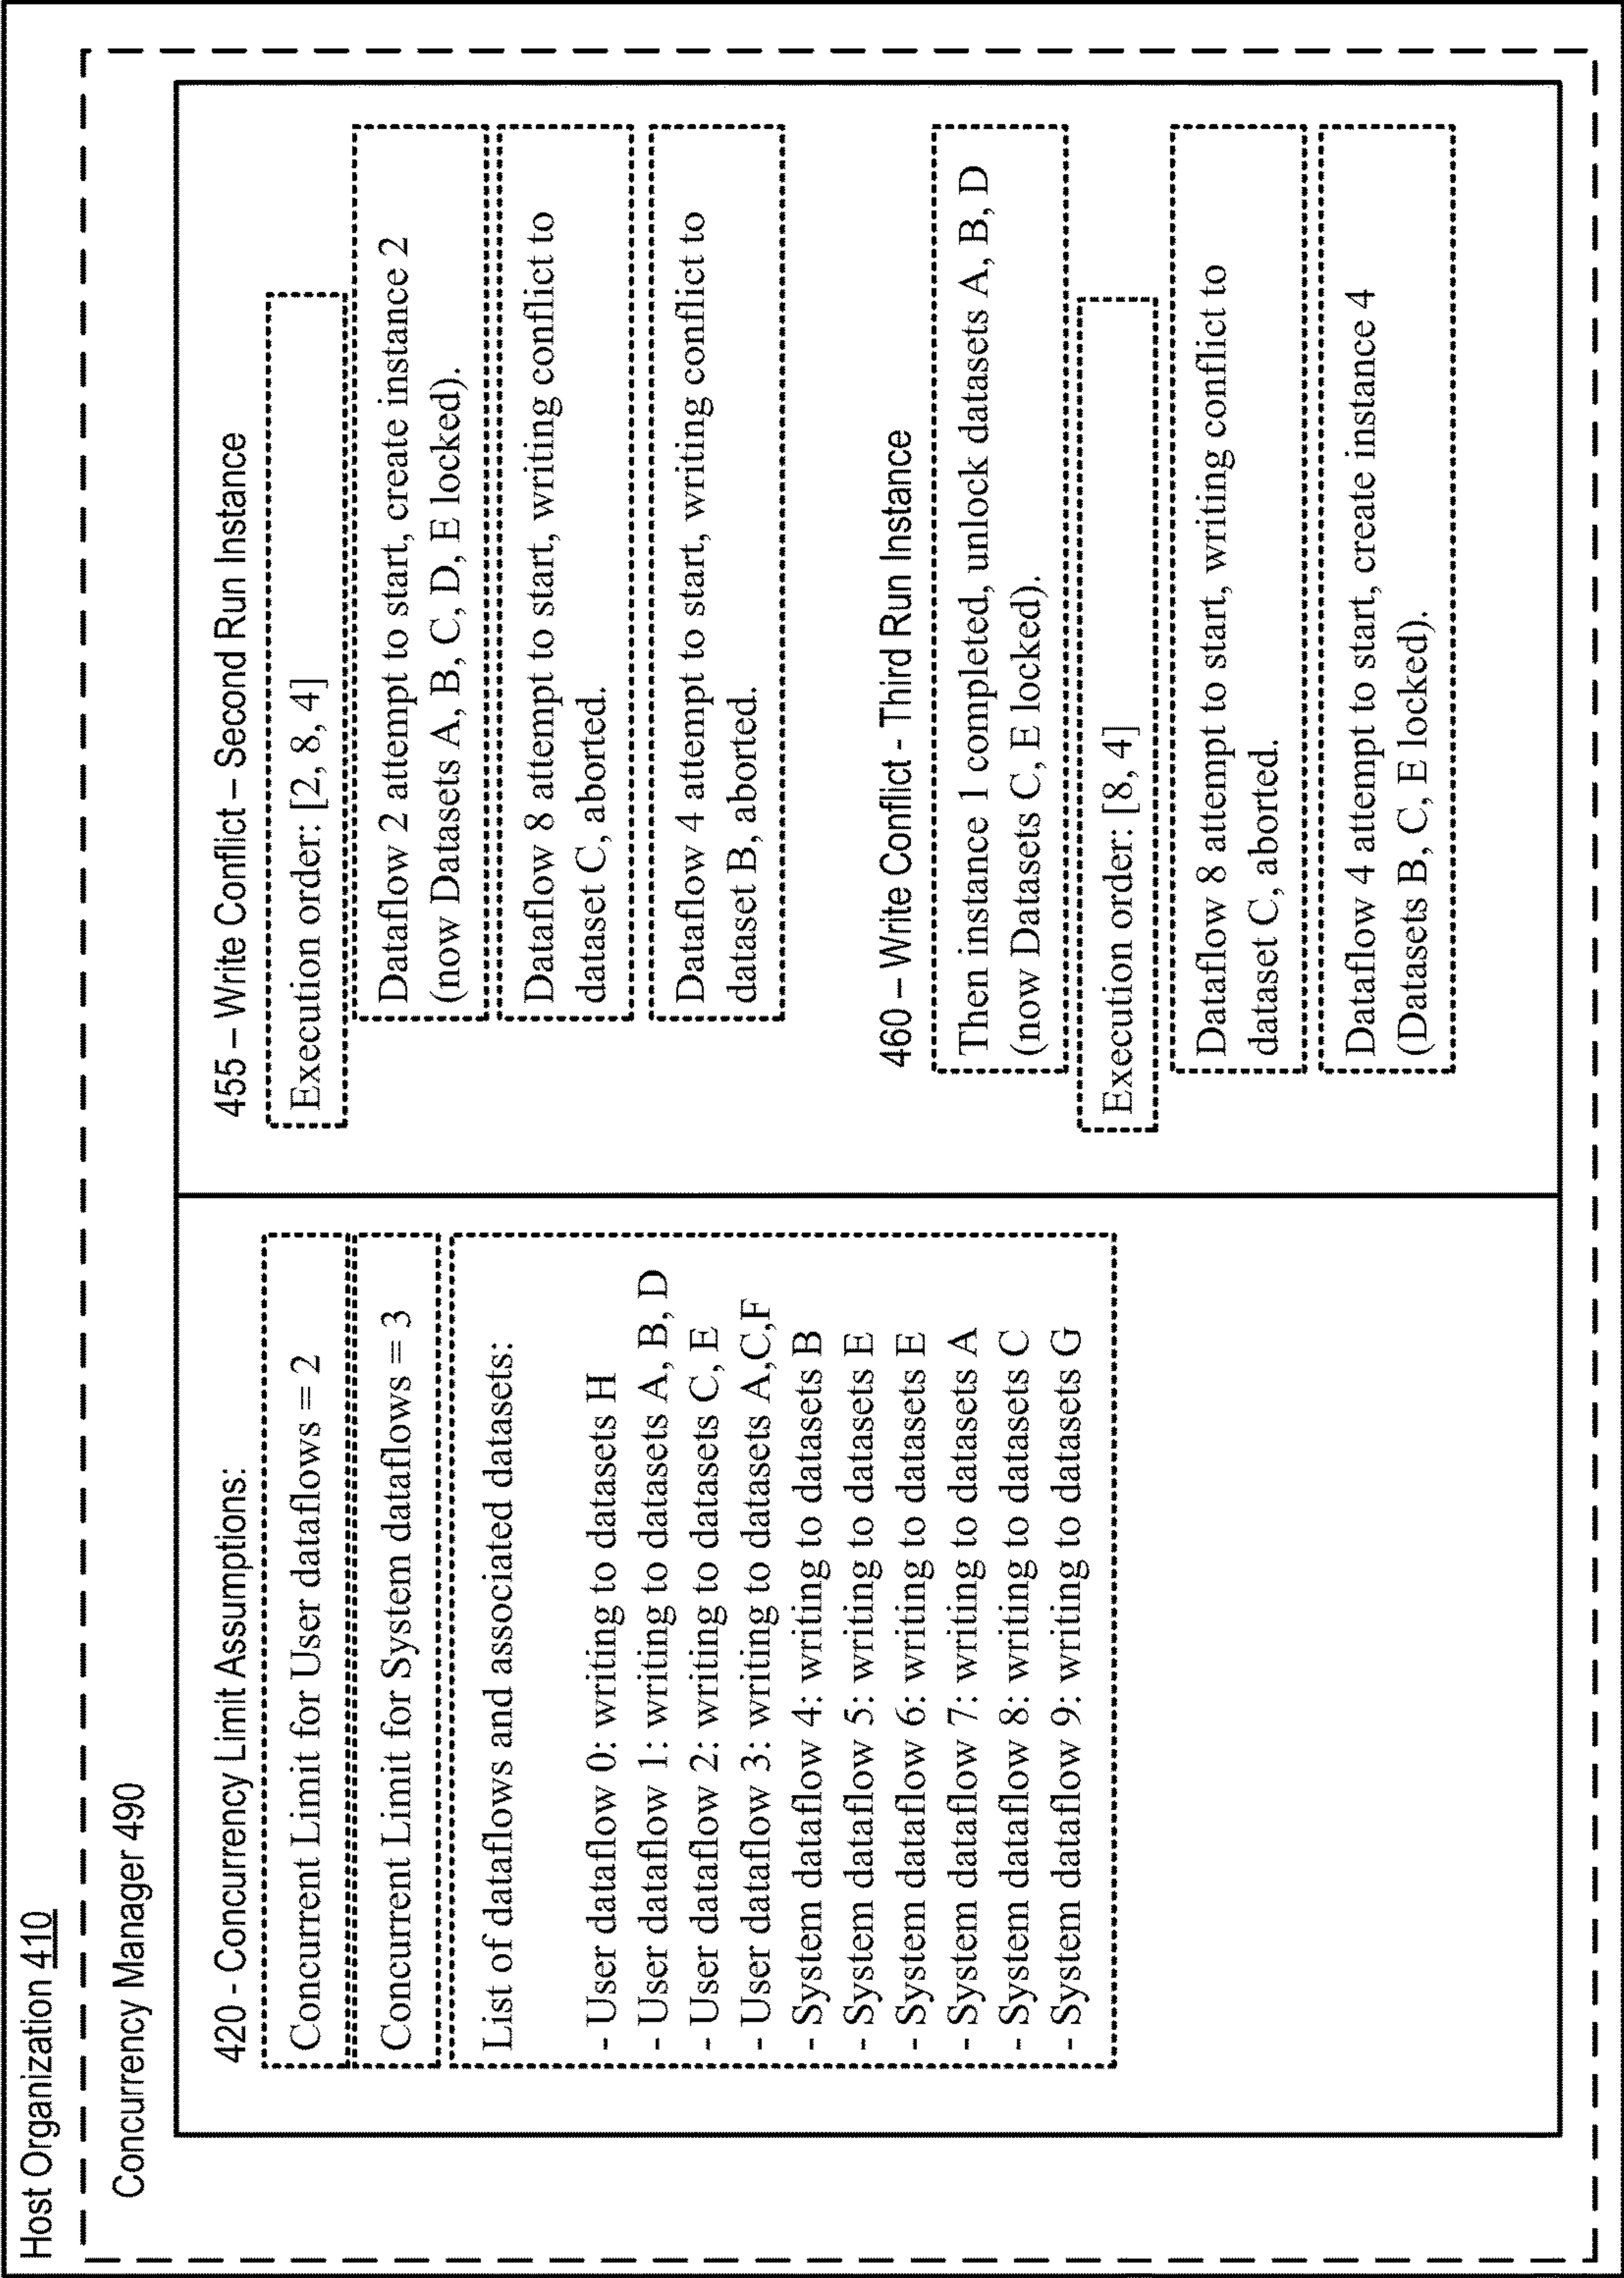 Host Organization 410
Concurrency Manager 490
420 - Concurrency Limit Assumptions:
Concurrent Limit for User dataflows = 2
Concurrent Limit for System dataflows = 3
List of dataflows and associated datasets:
- User dataflow 0: writing to datasets H
- User dataflow 1: writing to datasets A, B, D
- User dataflow 2: writing to datasets C, E
- User dataflow 3: writing to datasets A,C,F
- System dataflow 4: writing to datasets B
- System dataflow 5: writing to datasets E
- System dataflow 6: writing to datasets E
- System dataflow 7: writing to datasets A
- System dataflow 8: writing to datasets C
- System dataflow 9: writing to datasets G
455 – Write Conflict – Second Run Instance
Execution order: [2, 8, 4]
Dataflow 2 attempt to start, create instance 2
(now Datasets A, B, C, D, E locked).
Dataflow 8 attempt to start, writing conflict to
dataset C, aborted.
Dataflow 4 attempt to start, writing conflict to
dataset B, aborted.
460 – Write Conflict - Third Run Instance
Then instance 1 completed, unlock datasets A, B, D
(now Datasets C, E locked).
Execution order: [8, 4]
Dataflow 8 attempt to start, writing conflict to
dataset C, aborted.
Dataflow 4 attempt to start, create instance 4
(Datasets B, C, E locked).